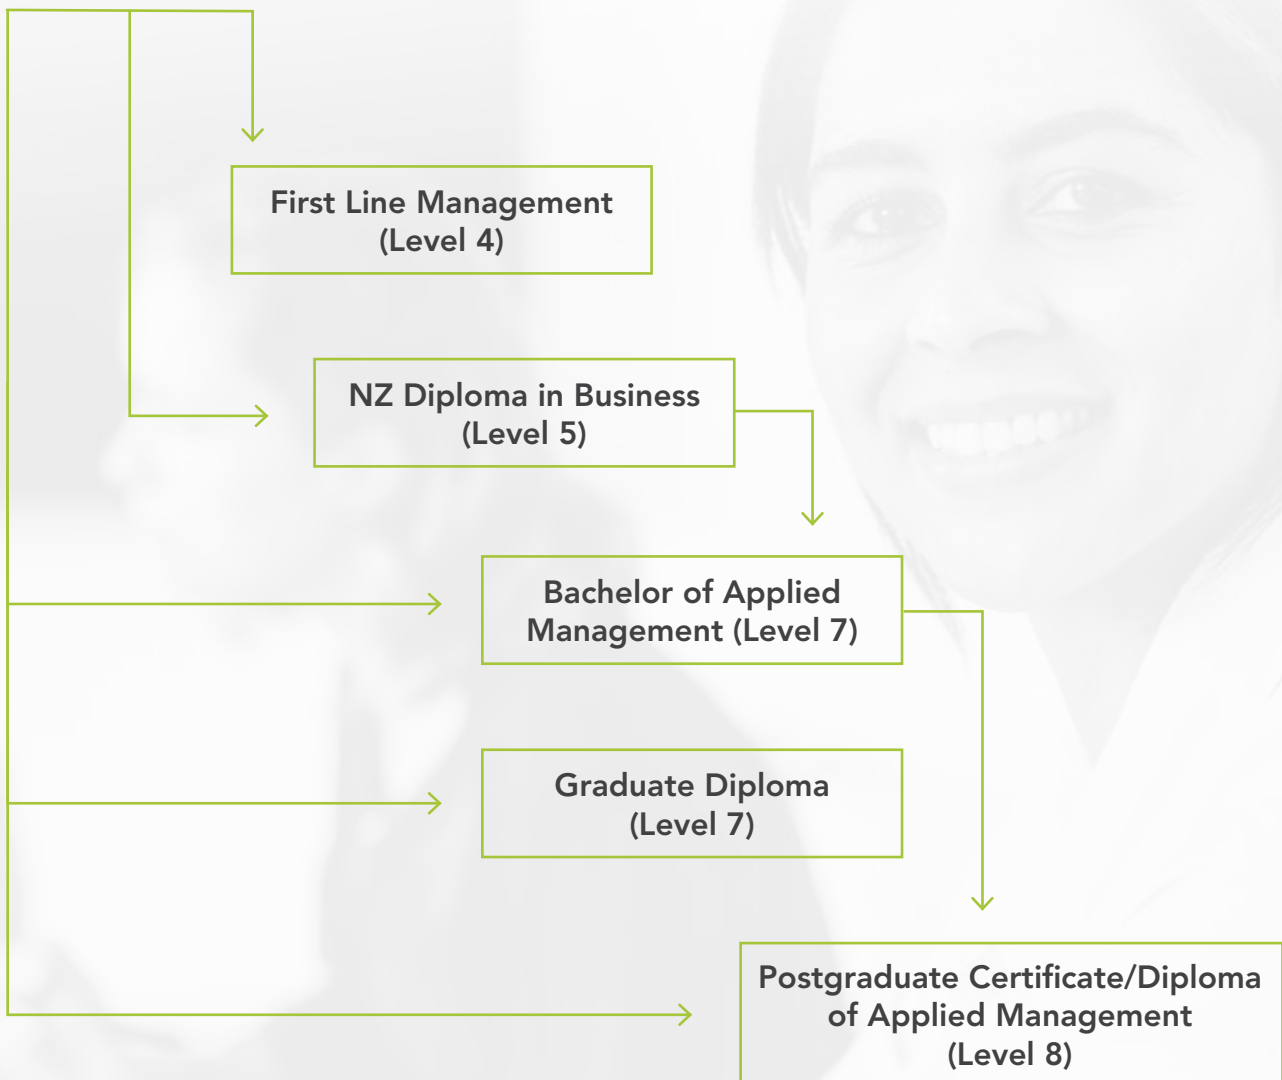 First Line Management
(Level 4)
NZ Diploma in Business
(Level 5)
Bachelor of Applied
Management (Level 7)
Graduate Diploma
(Level 7)
Postgraduate Certificate/Diploma
of Applied Management
(Level 8)